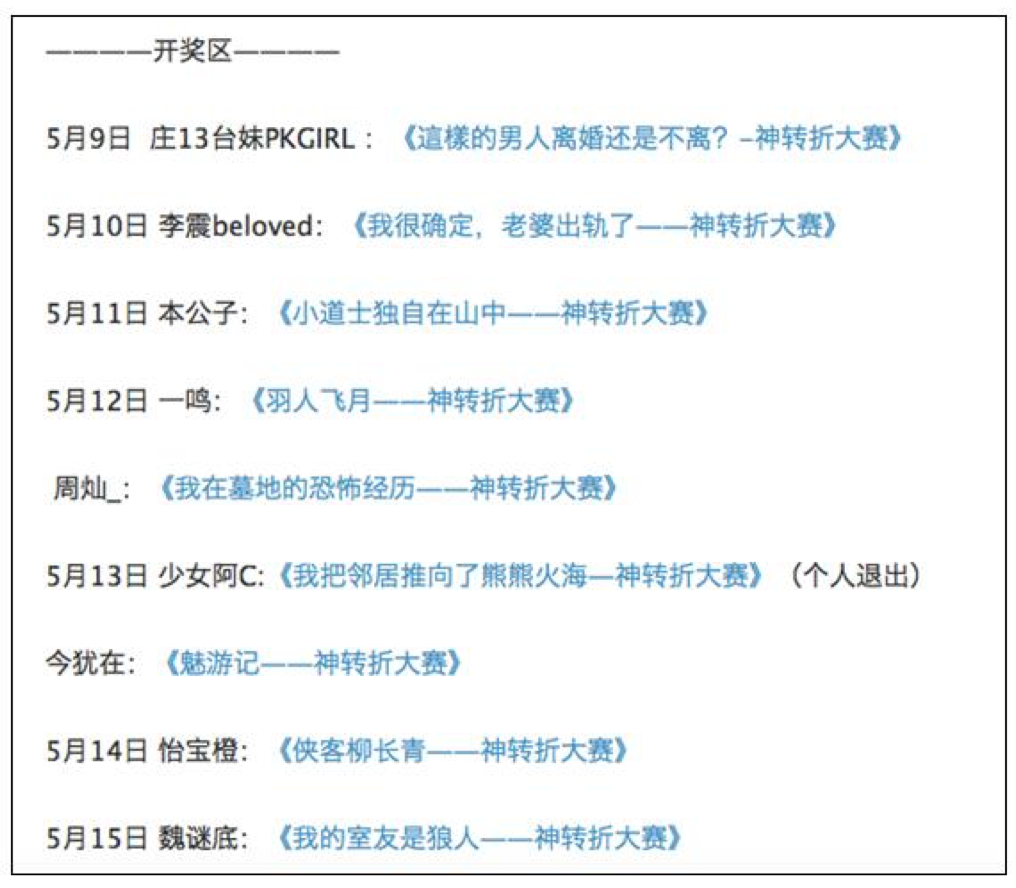 ————开奖区————
5月9日 庄13台妹PKGIRL ：《這樣的男人离婚还是不离？–神转折大赛》
5月10日 李震beloved：《我很确定，老婆出轨了——神转折大赛》
5月11日 本公子：《小道士独自在山中——神转折大赛》
5月12日 一鸣：《羽人飞月——神转折大赛》
周灿_：《我在墓地的恐怖经历——神转折大赛》
5月13日 少女阿C:《我把邻居推向了熊熊火海—神转折大赛》（个人退出）
今犹在：《魅游记——神转折大赛》
5月14日 怡宝橙：《侠客柳长青——神转折大赛》
5月15日 魏谜底：《我的室友是狼人——神转折大赛》